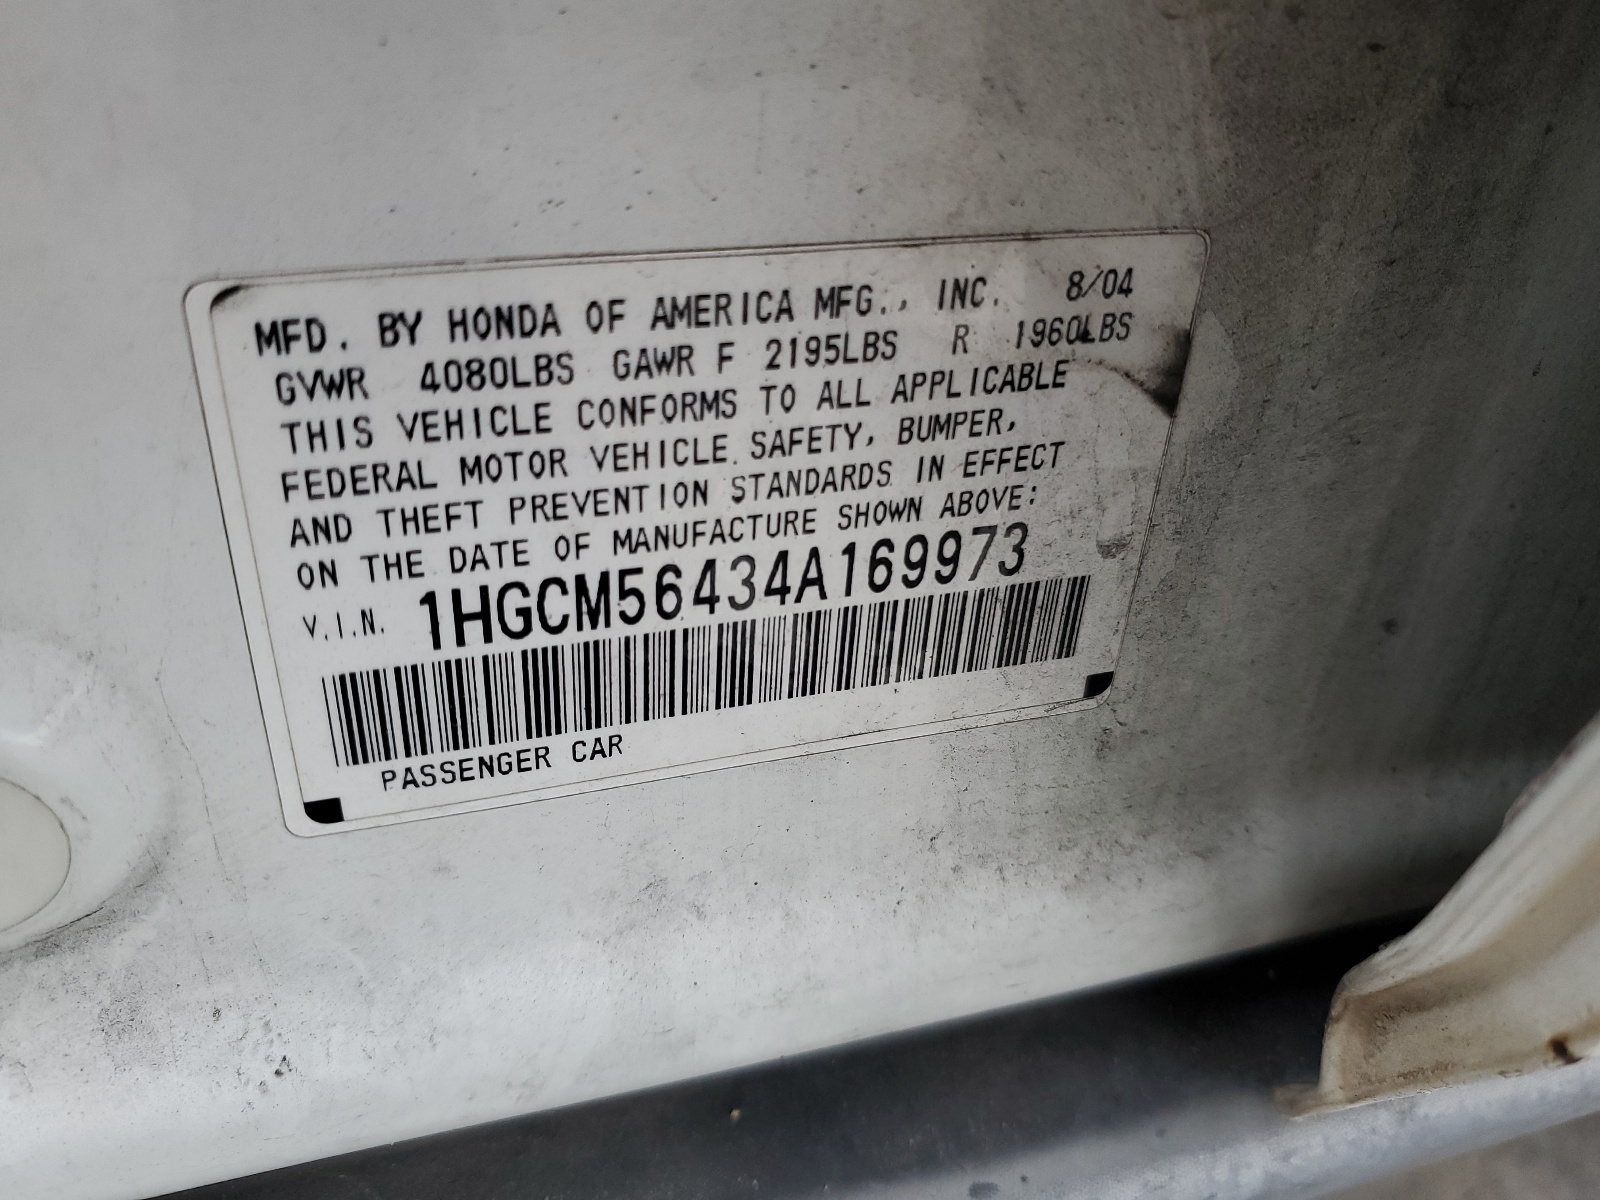 MFD. BY HONDA OF AMERICA MFG., INC. 8/04
GVWR 4080LBS GAWR F 2195LBS R 1960LBS
THIS VEHICLE CONFORMS TO ALL APPLICABLE
FEDERAL MOTOR VEHICLE SAFETY, BUMPER,
AND THEFT PREVENTION STANDARDS IN EFFECT
ON THE DATE OF MANUFACTURE SHOWN ABOVE:
V.I.N. 1HGCM56434A169973
PASSENGER CAR